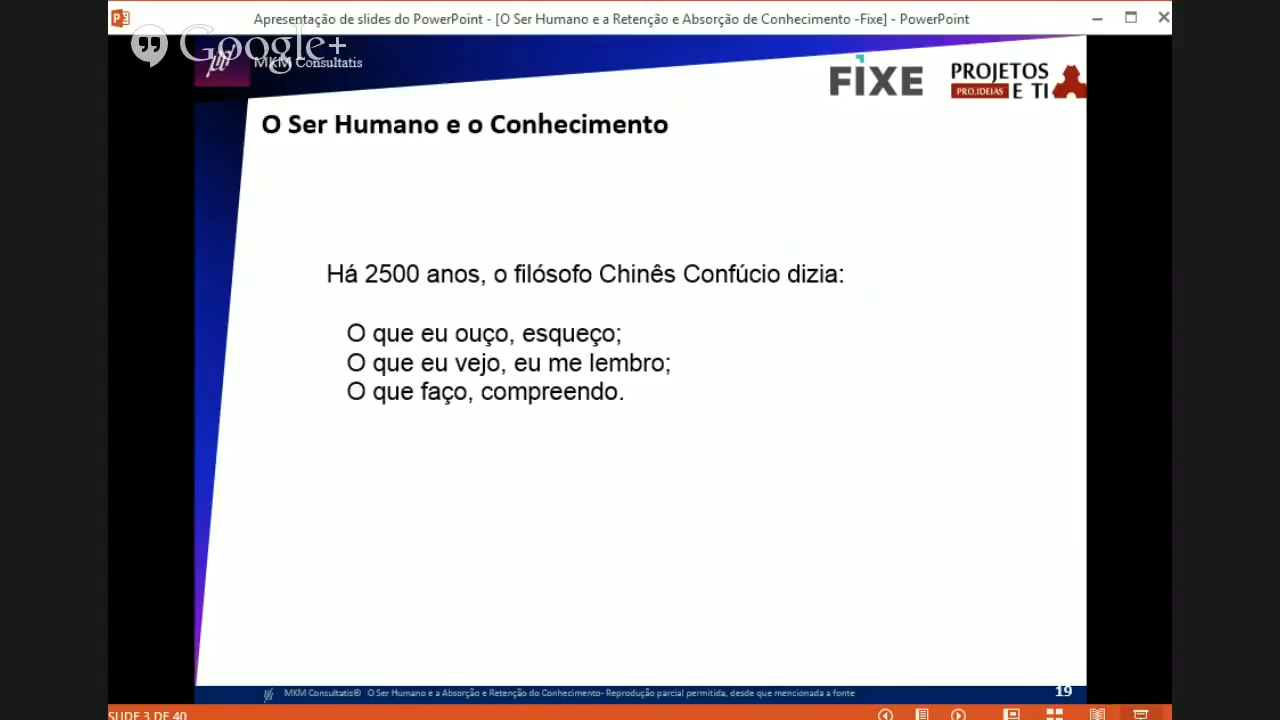 Apresentação de slides do PowerPoint - [O Ser Humano e a Retenção e Absorção de Conhecimento -Fixe] - PowerPoint
Google+
MKM Consultatis
FIXE
PROJETOS
PRO.IDEIAS E TI
O Ser Humano e o Conhecimento
Há 2500 anos, o filósofo Chinês Confúcio dizia:
O que eu ouço, esqueço;
O que eu vejo, eu me lembro;
O que faço, compreendo.
MKM Consultatis® O Ser Humano e a Absorção e Retenção do Conhecimento- Reprodução parcial permitida, desde que mencionada a fonte
19
SLIDE 3 DE 40